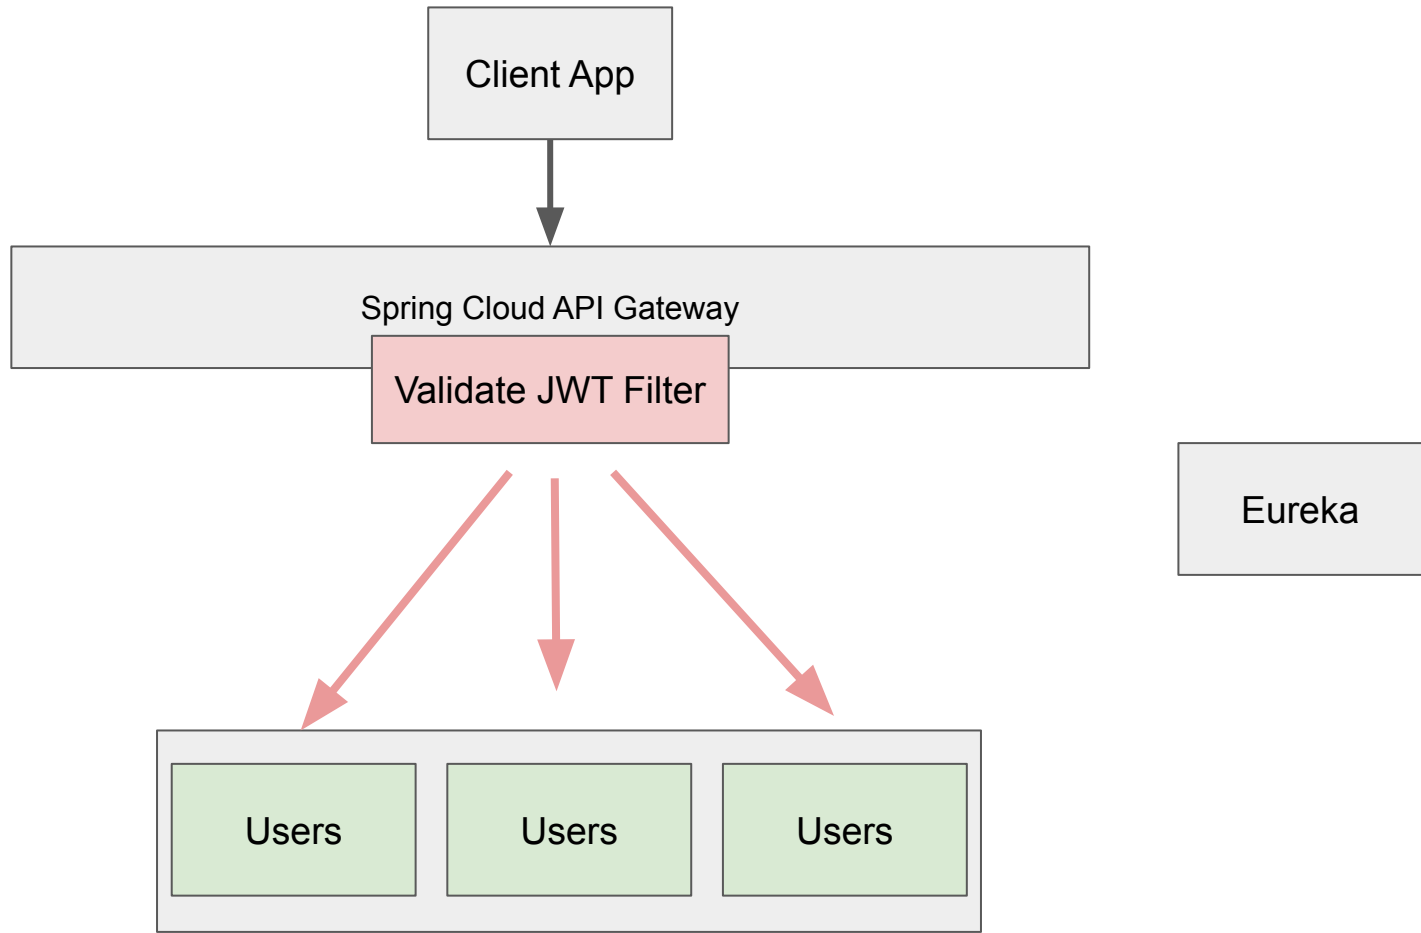 Client App
Spring Cloud API Gateway
Validate JWT Filter
Eureka
Users
Users
Users